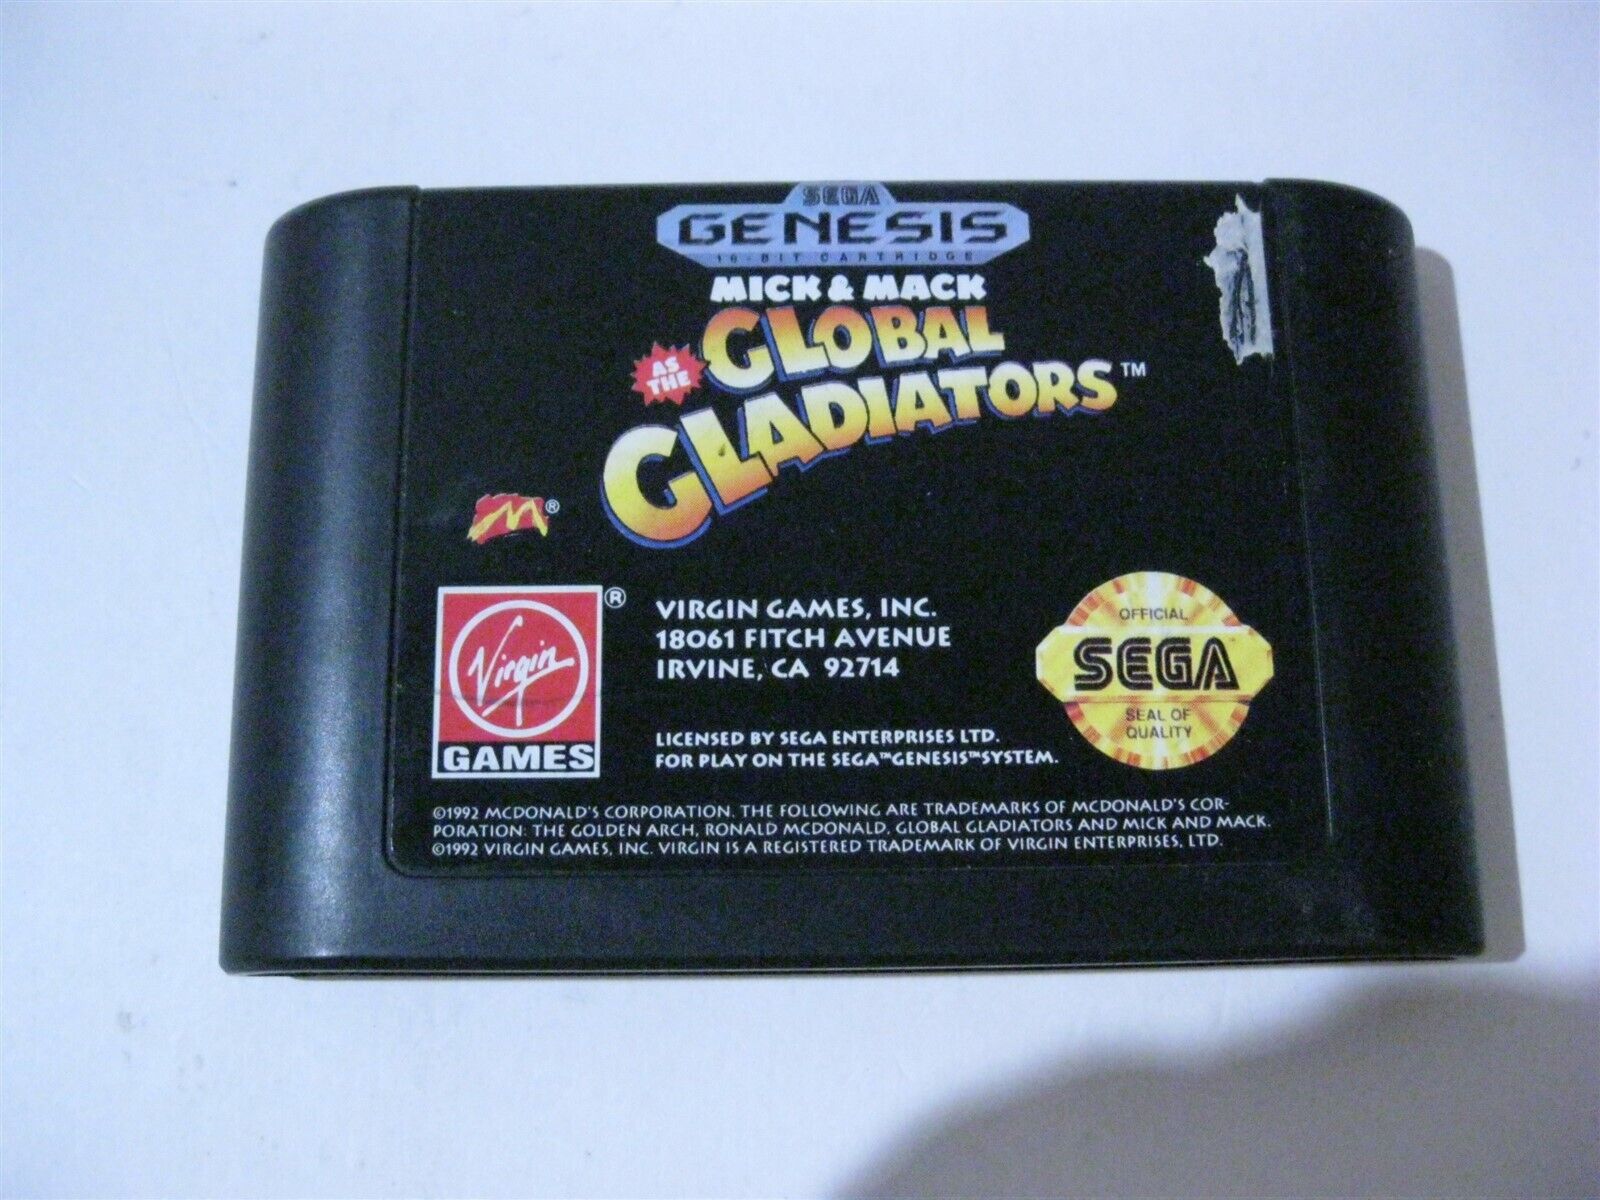 SEGA
GENESIS
16-BIT CARTRIDGE
MICK & MACK
AS THE
GLOBAL
GLADIATORS™
M®
Virgin®
GAMES
VIRGIN GAMES, INC.
18061 FITCH AVENUE
IRVINE, CA 92714
LICENSED BY SEGA ENTERPRISES LTD.
FOR PLAY ON THE SEGA™GENESIS™SYSTEM.
OFFICIAL
SEGA™
SEAL OF
QUALITY
©1992 MCDONALD'S CORPORATION. THE FOLLOWING ARE TRADEMARKS OF MCDONALD'S COR-
PORATION: THE GOLDEN ARCH, RONALD MCDONALD, GLOBAL GLADIATORS AND MICK AND MACK.
©1992 VIRGIN GAMES, INC. VIRGIN IS A REGISTERED TRADEMARK OF VIRGIN ENTERPRISES, LTD.